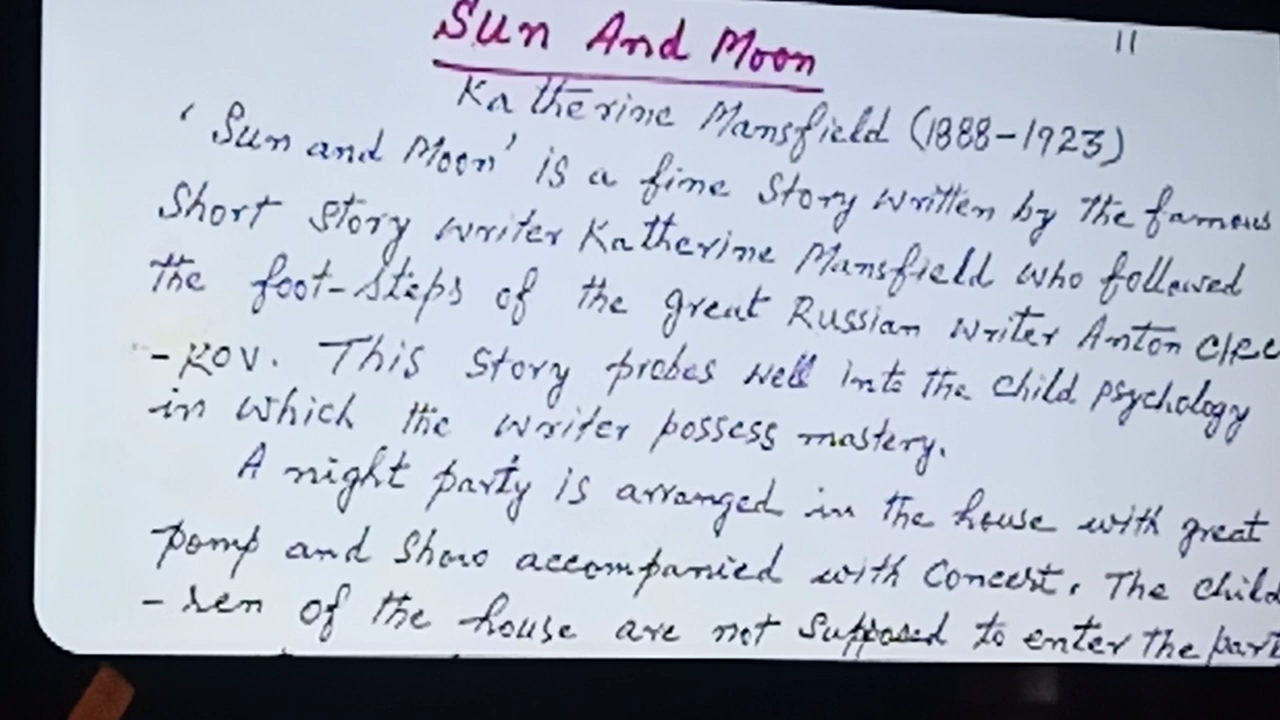 Sun And Moon
11
Katherine Mansfield (1888-1923)
'Sun and Moon' is a fine story written by the famous
short story writer Katherine Mansfield who followed
the foot-steps of the great Russian writer Anton Che
-kov. This story probes well into the child psychology
in which the writer possess mastery.
A night party is arranged in the house with great
pomp and show accompanied with concert. The child
-ren of the house are not supposed to enter the part